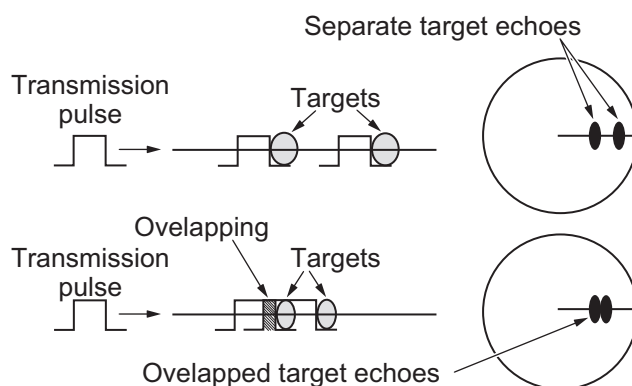 Separate target echoes
Transmission
pulse
Targets
Ovelapping
Transmission
pulse
Targets
Ovelapped target echoes